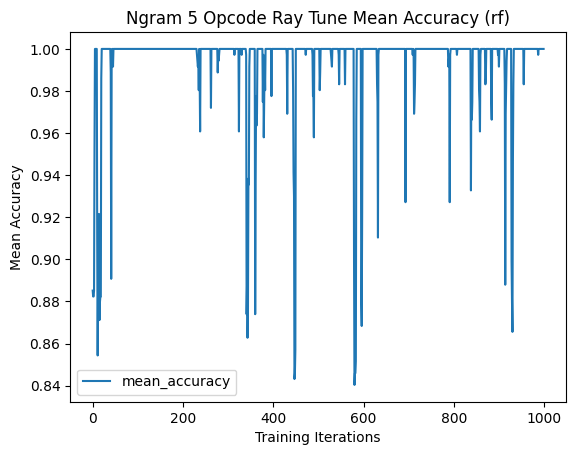 Ngram 5 Opcode Ray Tune Mean Accuracy (rf)
1.00
0.98
0.96
0.94
0.92
0.90
0.88
0.86
0.84
Mean Accuracy
mean_accuracy
0 200 400 600 800 1000
Training Iterations